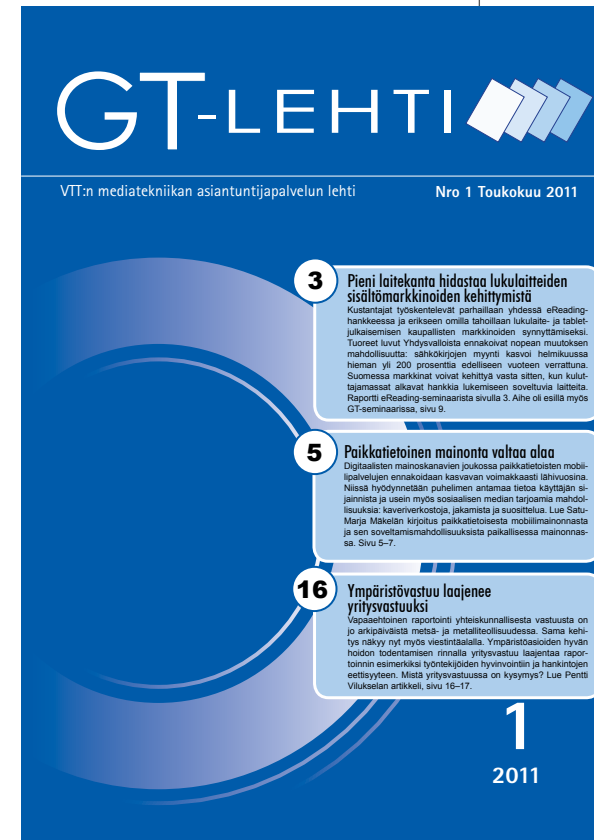 GT-LEHTI
VTT:n mediatekniikan asiantuntijapalvelun lehti
Nro 1 Toukokuu 2011
3
Pieni laitekanta hidastaa lukulaitteiden
sisältömarkkinoiden kehittymistä
Kustantajat työskentelevät parhaillaan yhdessä eReading-
hankkeessa ja erikseen omilla tahoillaan lukulaite- ja tablet-
julkaisemisen kaupallisten markkinoiden synnyttämiseksi.
Tuoreet luvut Yhdysvalloista ennakoivat nopean muutoksen
mahdollisuutta: sähkökirjojen myynti kasvoi helmikuussa
hieman yli 200 prosenttia edelliseen vuoteen verrattuna.
Suomessa markkinat voivat kehittyä vasta sitten, kun kulut-
tajamassat alkavat hankkia lukemiseen soveltuvia laitteita.
Raportti eReading-seminaarista sivulla 3. Aihe oli esillä myös
GT-seminaarissa, sivu 9.
5
Paikkatietoinen mainonta valtaa alaa
Digitaalisten mainoskanavien joukossa paikkatietoisten mobii-
lipalvelujen ennakoidaan kasvavan voimakkaasti lähivuosina.
Niissä hyödynnetään puhelimen antamaa tietoa käyttäjän si-
jainnista ja usein myös sosiaalisen median tarjoamia mahdol-
lisuuksia: kaveriverkostoja, jakamista ja suosittelua. Lue Satu-
Marja Mäkelän kirjoitus paikkatietoisesta mobiilimainonnasta
ja sen soveltamismahdollisuuksista paikallisessa mainonnas-
sa. Sivu 5–7.
16
Ympäristövastuu laajenee
yritysvastuuksi
Vapaaehtoinen raportointi yhteiskunnallisesta vastuusta on
jo arkipäiväistä metsä- ja metalliteollisuudessa. Sama kehi-
tys näkyy nyt myös viestintäalalla. Ympäristöasioiden hyvän
hoidon todentamisen rinnalla yritysvastuu laajentaa rapor-
toinnin esimerkiksi työntekijöiden hyvinvointiin ja hankintojen
eettisyyteen. Mistä yritysvastuussa on kysymys? Lue Pentti
Viluksela​n artikkeli, sivu 16–17.
1
2011